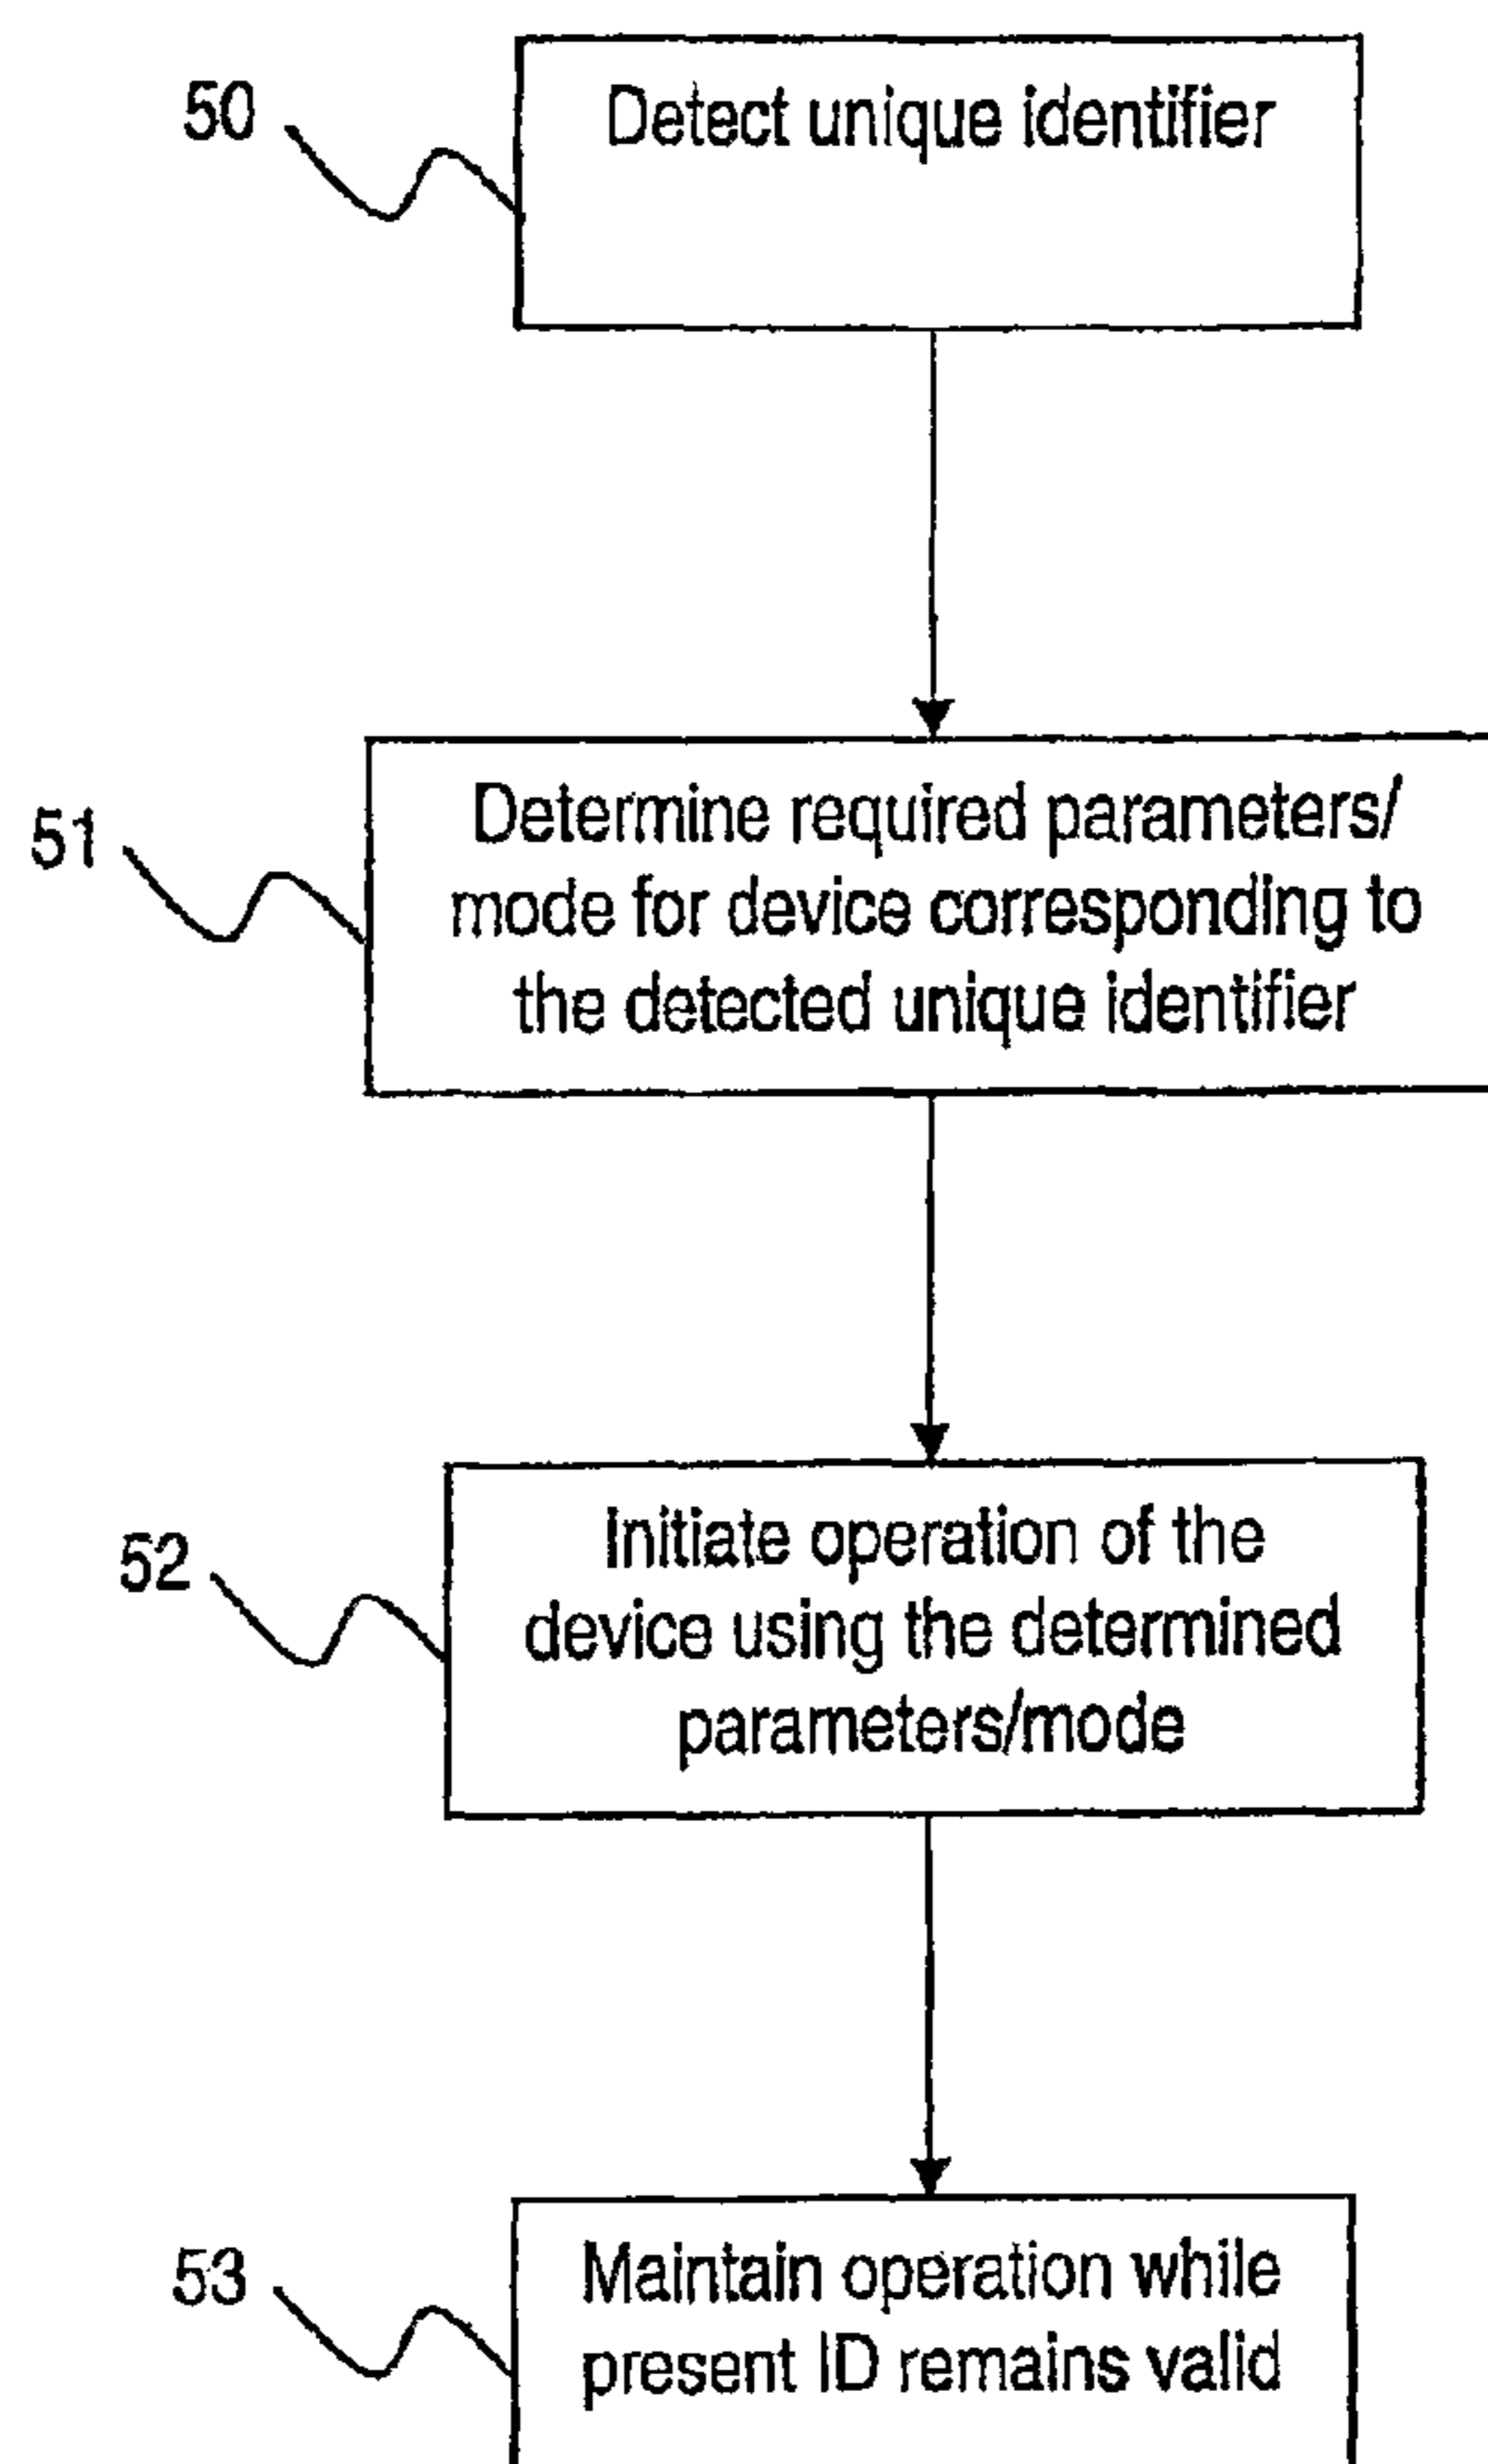 50
Detect unique identifier
51
Determine required parameters/
mode for device corresponding to
the detected unique identifier
52
Initiate operation of the
device using the determined
parameters/mode
53
Maintain operation while
present ID remains valid